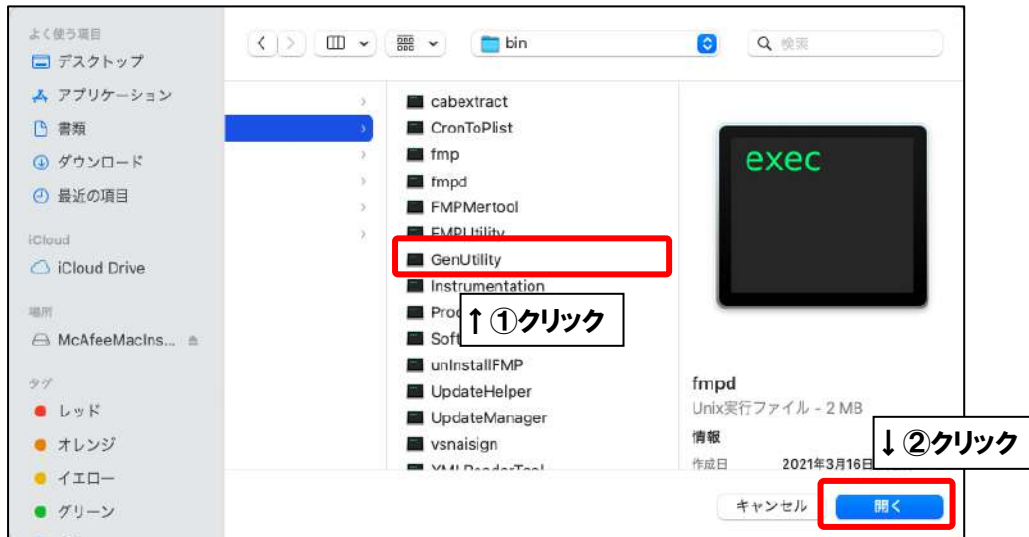 よく使う項目
デスクトップ
アプリケーション
書類
ダウンロード
最近の項目
iCloud
iCloud Drive
場所
McAfeeMacIns...
タグ
レッド
オレンジ
イエロー
グリーン
bin
検索
cabextract
CronToPlist
fmp
fmpd
FMPMertool
FMPUtility
GenUtility
Instrumentation
Proc
Soft
↑①クリック
unInstallFMP
UpdateHelper
UpdateManager
vsnaisign
XMLReaderTool
exec
fmpd
Unix実行ファイル - 2 MB
情報
作成日 2021年3月16日
↓②クリック
キャンセル
開く